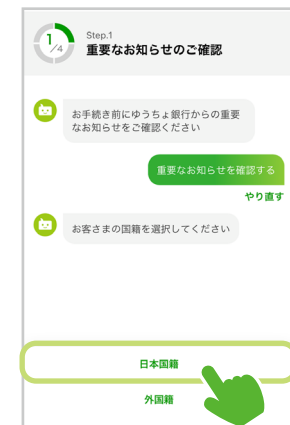 1/4
Step.1
重要なお知らせのご確認
お手続き前にゆうちょ銀行からの重要
なお知らせをご確認ください
重要なお知らせを確認する
やり直す
お客さまの国籍を選択してください
日本国籍
外国籍